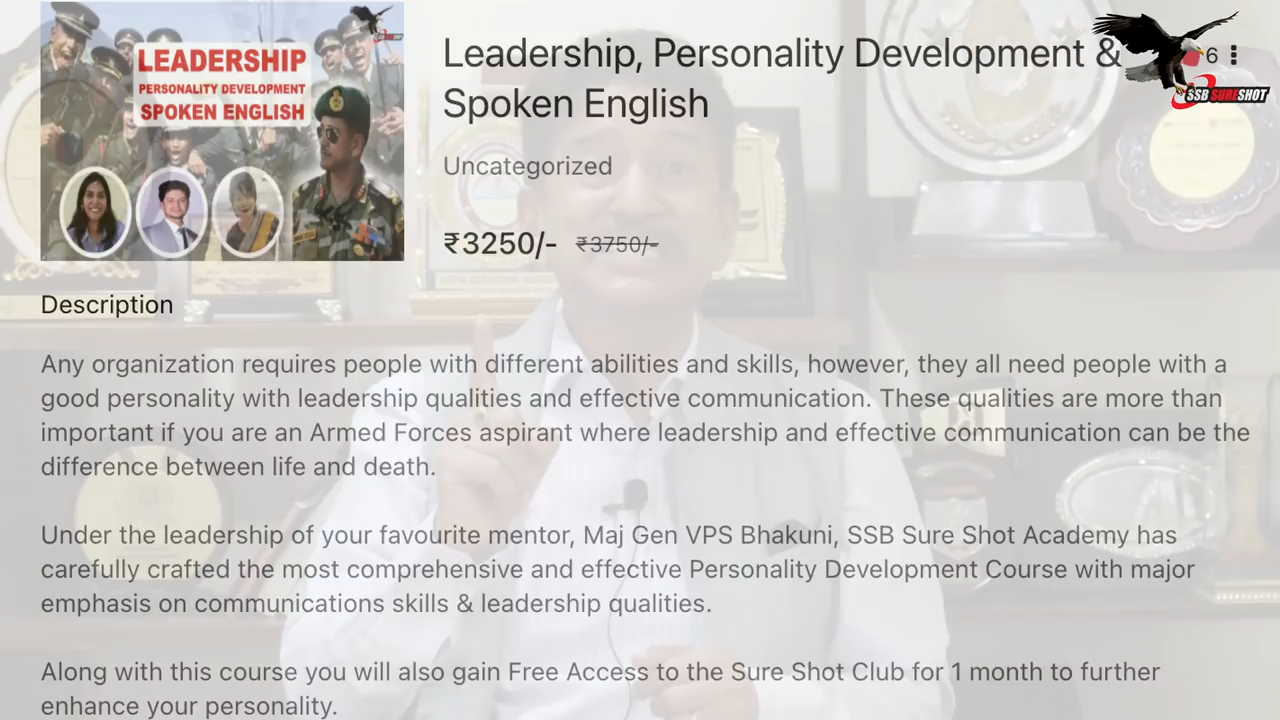 LEADERSHIP
PERSONALITY DEVELOPMENT
SPOKEN ENGLISH
Leadership, Personality Development &
Spoken English
6
SSB SURESHOT
Uncategorized
₹3250/- ₹3750/-
Description
Any organization requires people with different abilities and skills, however, they all need people with a
good personality with leadership qualities and effective communication. These qualities are more than
important if you are an Armed Forces aspirant where leadership and effective communication can be the
difference between life and death.
Under the leadership of your favourite mentor, Maj Gen VPS Bhakuni, SSB Sure Shot Academy has
carefully crafted the most comprehensive and effective Personality Development Course with major
emphasis on communications skills & leadership qualities.
Along with this course you will also gain Free Access to the Sure Shot Club for 1 month to further
enhance your personality.